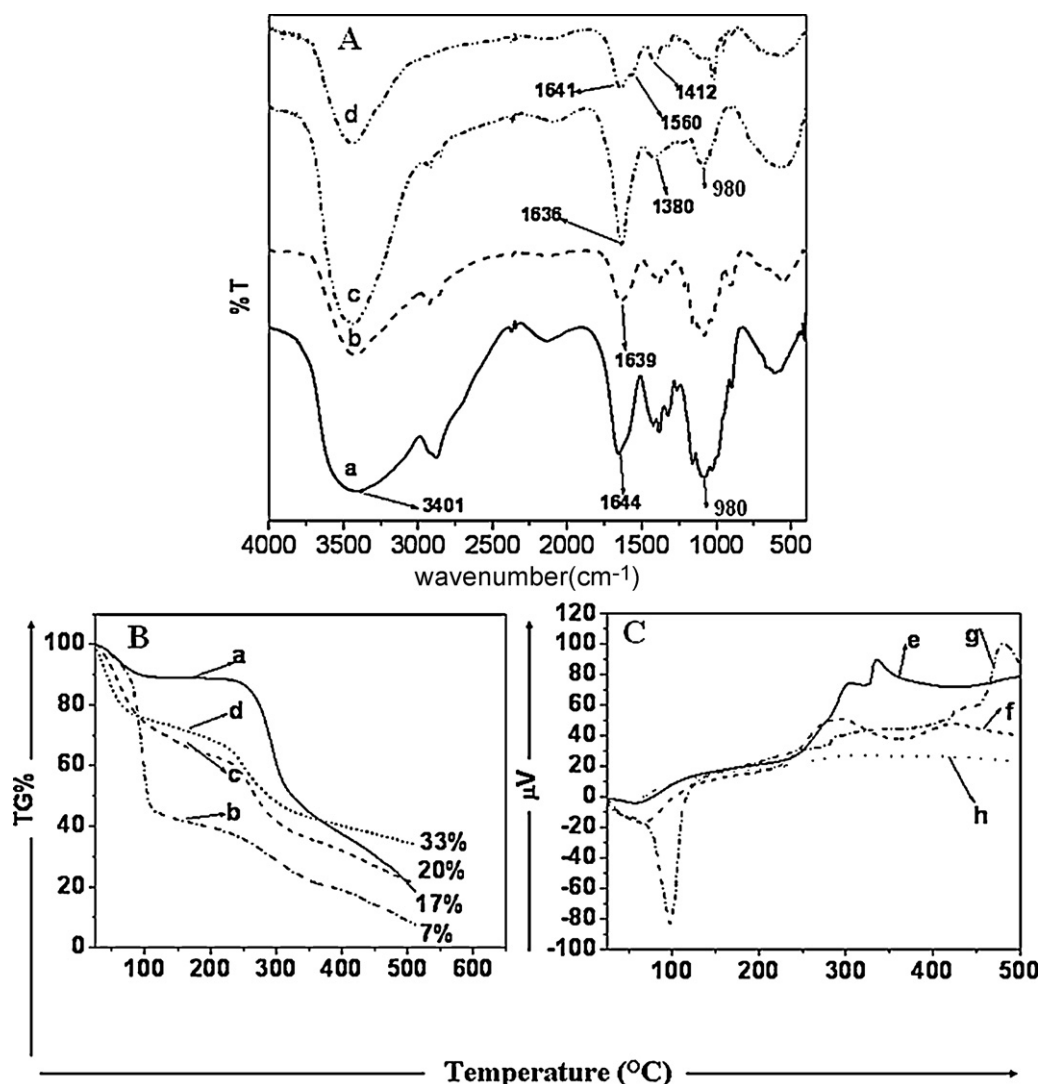 A
d
1641
1412
1560
980
1380
1636
c
b
1639
a
3401
1644
980
% T
4000 3500 3000 2500 2000 1500 1000 500
wavenumber(cm-1)
B
100
80
60
40
20
0
TG%
a
d
c
b
33%
20%
17%
7%
100 200 300 400 500 600
C
120
100
80
60
40
20
0
-20
-40
-60
-80
-100
µV
e
g
f
h
100 200 300 400 500
Temperature (°C)